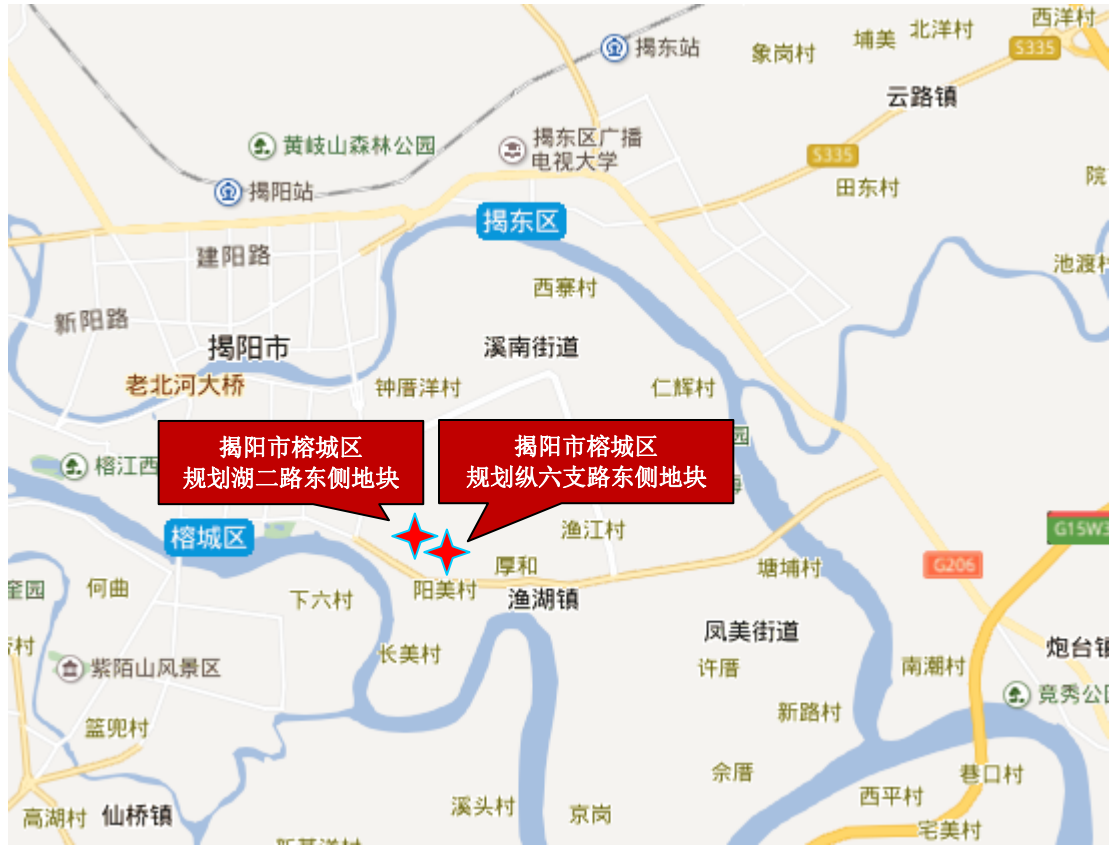 西洋村
北洋村
埔美
象岗村
S335
揭东站
云路镇
揭东区广播
电视大学
黄岐山森林公园
S335
田东村
院
揭阳站
揭东区
建阳路
池渡村
西寨村
新阳路
揭阳市
溪南街道
老北河大桥
钟厝洋村
仁辉村
揭阳市榕城区
规划湖二路东侧地块
揭阳市榕城区
规划纵六支路东侧地块
园
榕江西
渔江村
榕城区
G15W3
厚和
塘埔村
G206
奎园
何曲
阳美村
下六村
渔湖镇
凤美街道
长美村
炮台镇
紫陌山风景区
许厝
南潮村
竞秀公园
新路村
篮兜村
佘厝
巷口村
西平村
溪头村
京岗
高湖村
仙桥镇
宅美村